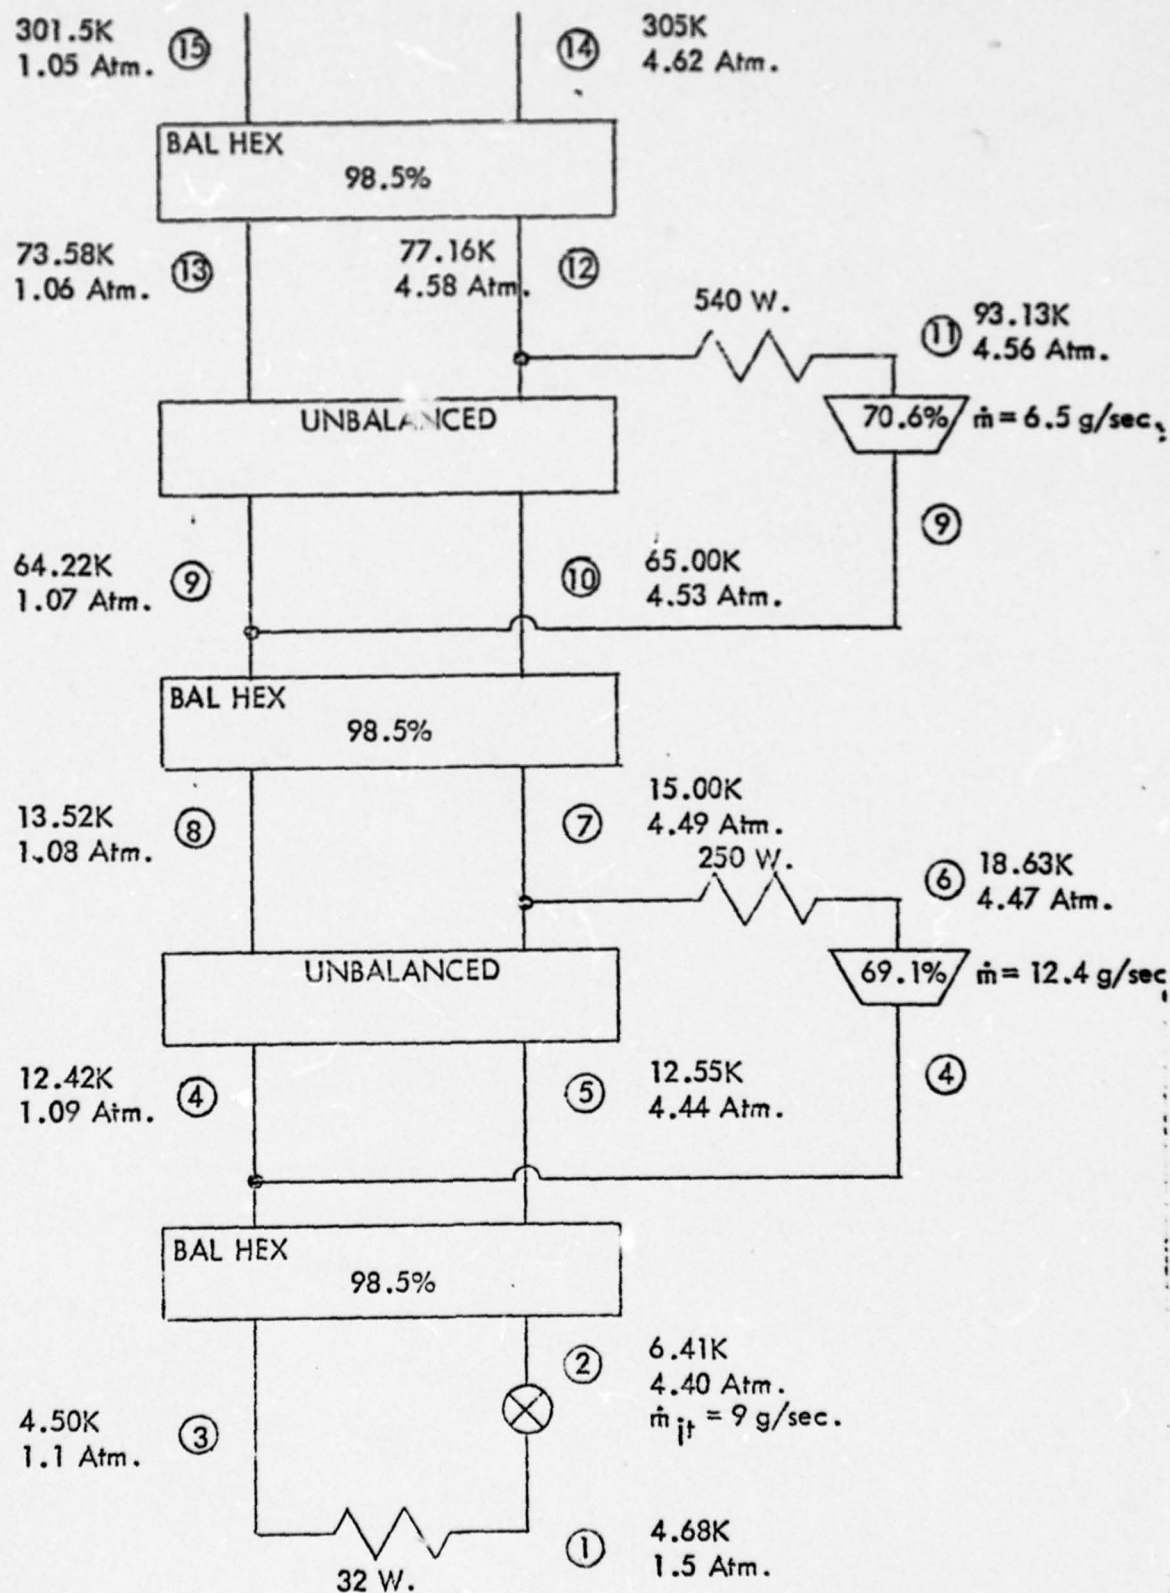 301.5K
1.05 Atm.
15
14
305K
4.62 Atm.
BAL HEX
98.5%
73.58K
1.06 Atm.
13
77.16K
4.58 Atm.
12
540 W.
11
93.13K
4.56 Atm.
UNBALANCED
70.6%
ṁ = 6.5 g/sec.
9
64.22K
1.07 Atm.
9
10
65.00K
4.53 Atm.
BAL HEX
98.5%
13.52K
1.08 Atm.
8
7
15.00K
4.49 Atm.
250 W.
6
18.63K
4.47 Atm.
UNBALANCED
69.1%
ṁ = 12.4 g/sec
12.42K
1.09 Atm.
4
5
12.55K
4.44 Atm.
4
BAL HEX
98.5%
2
6.41K
4.40 Atm.
ṁjt = 9 g/sec.
4.50K
1.1 Atm.
3
1
4.68K
1.5 Atm.
32 W.